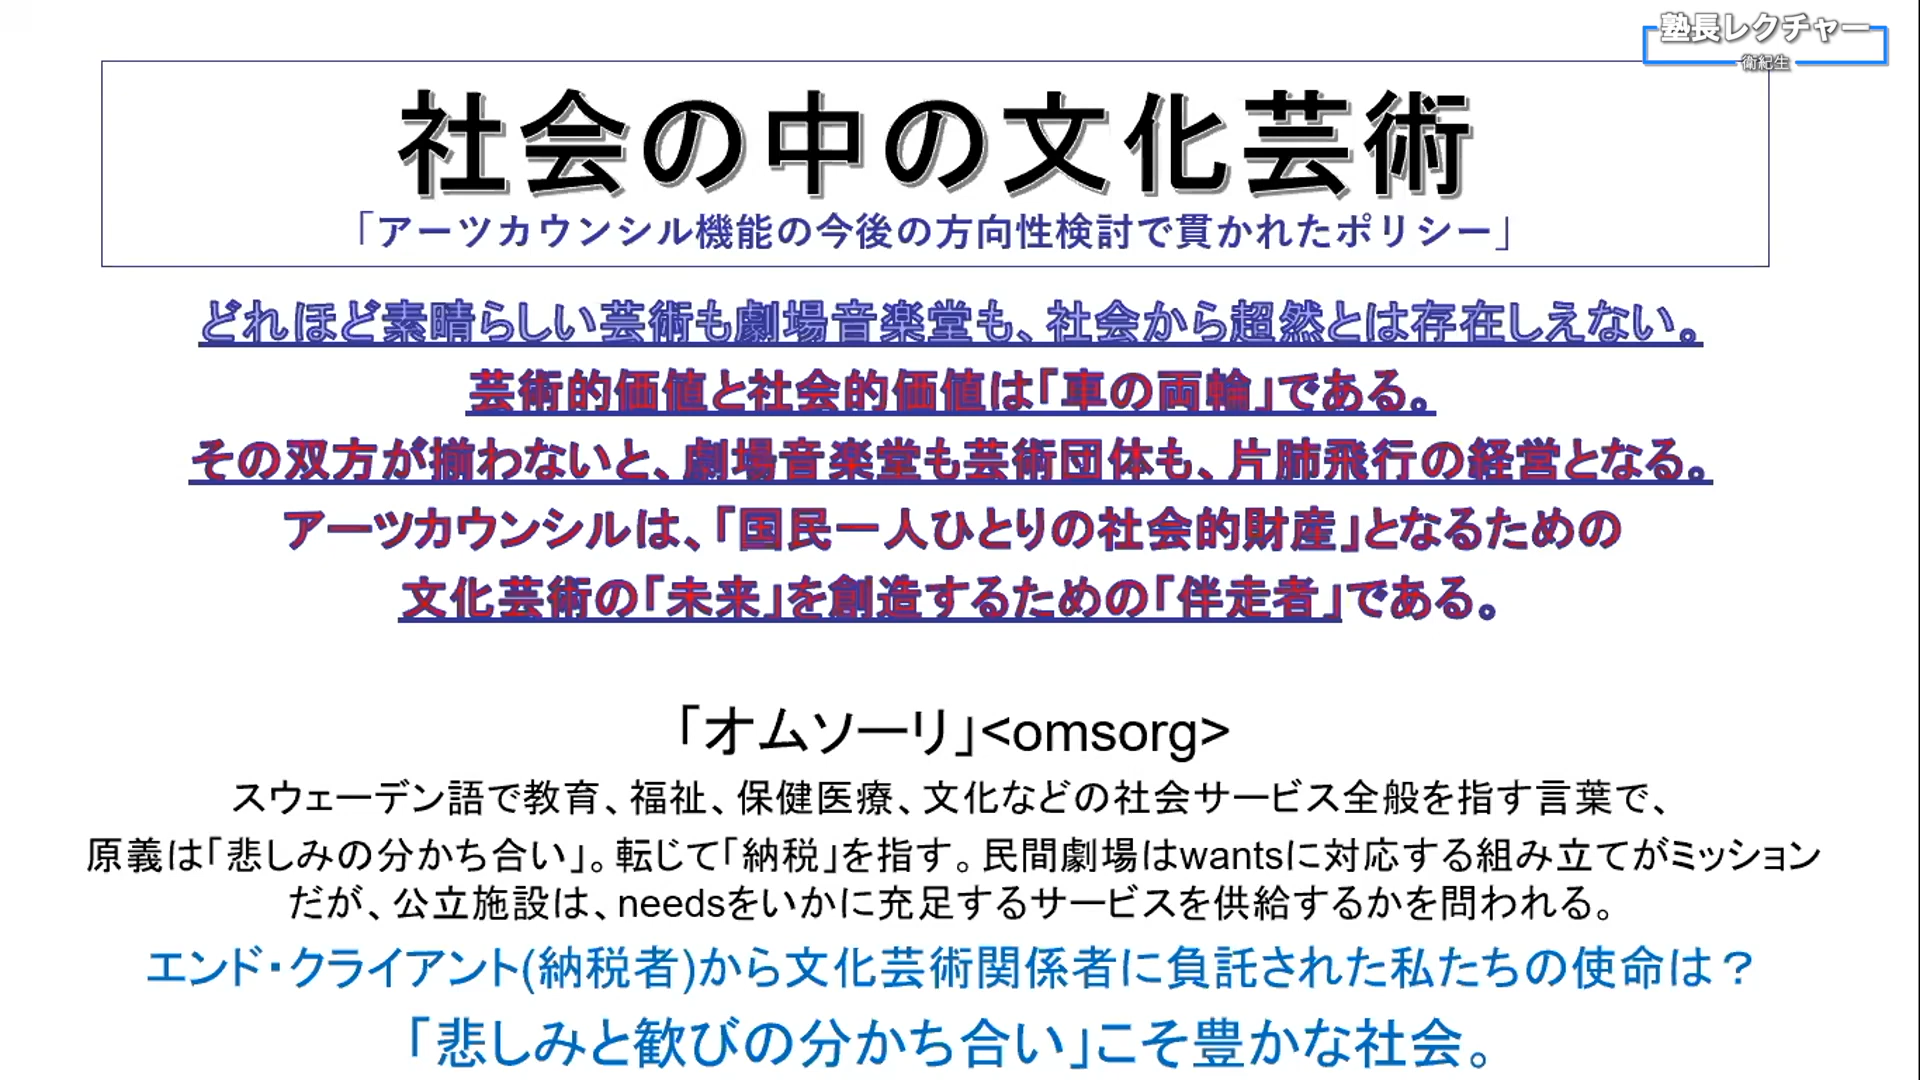 塾長レクチャー
衛紀生
社会の中の文化芸術
「アーツカウンシル機能の今後の方向性検討で貫かれたポリシー」
どれほど素晴らしい芸術も劇場音楽堂も、社会から超然とは存在しえない。
芸術的価値と社会的価値は「車の両輪」である。
その双方が揃わないと、劇場音楽堂も芸術団体も、片肺飛行の経営となる。
アーツカウンシルは、「国民一人ひとりの社会的財産」となるための
文化芸術の「未来」を創造するための「伴走者」である。
「オムソーリ」<omsorg>
スウェーデン語で教育、福祉、保健医療、文化などの社会サービス全般を指す言葉で、
原義は「悲しみの分かち合い」。転じて「納税」を指す。民間劇場はwantsに対応する組み立てがミッション
だが、公立施設は、needsをいかに充足するサービスを供給するかを問われる。
エンド・クライアント(納税者)から文化芸術関係者に負託された私たちの使命は？
「悲しみと歓びの分かち合い」こそ豊かな社会。